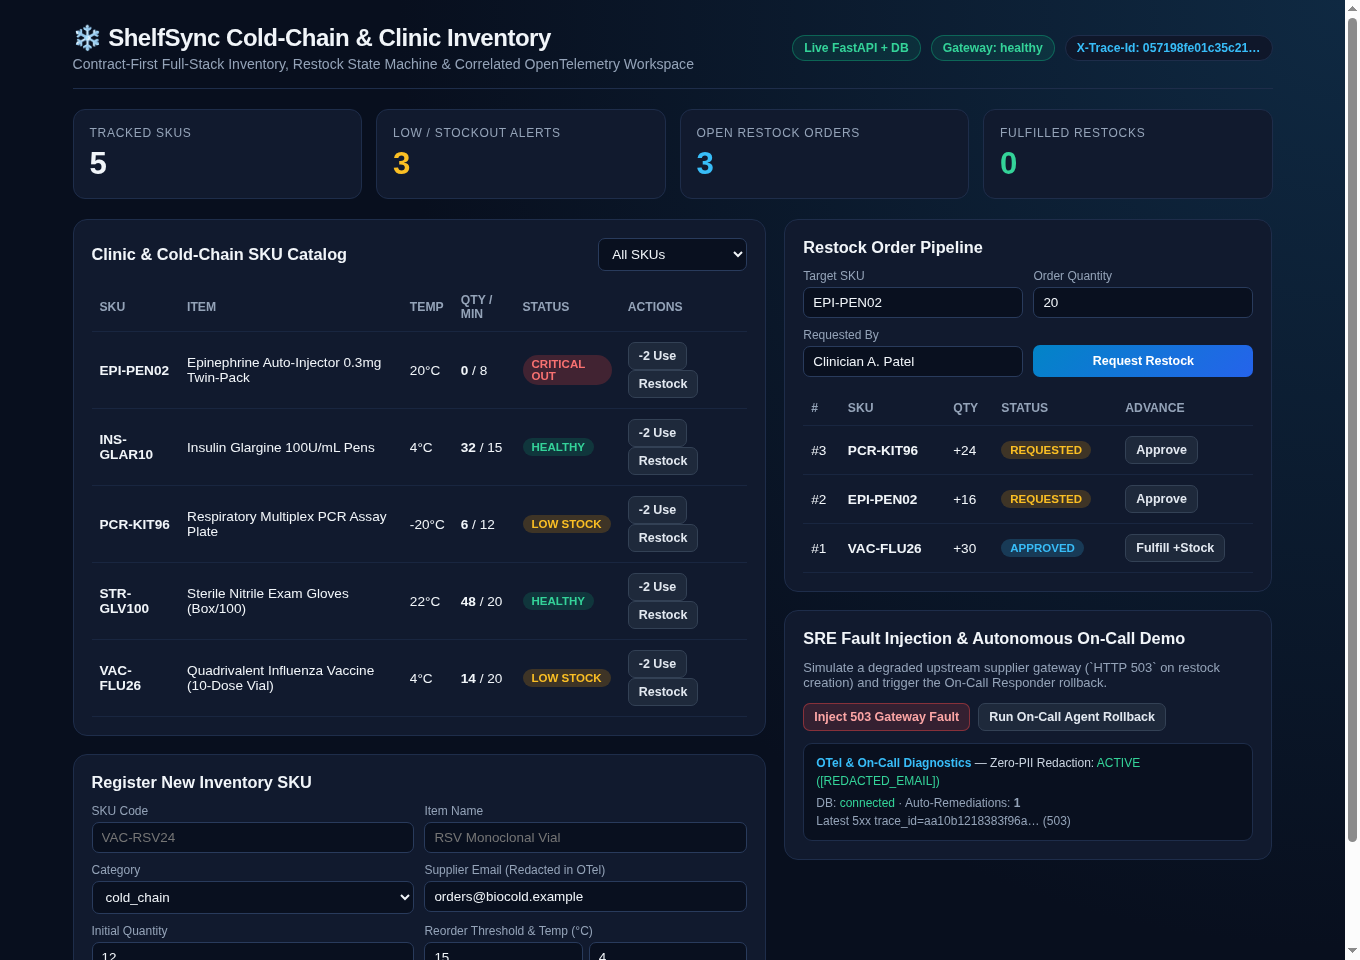 ❄️ ShelfSync Cold-Chain & Clinic Inventory
Contract-First Full-Stack Inventory, Restock State Machine & Correlated OpenTelemetry Workspace
Live FastAPI + DB
Gateway: healthy
X-Trace-Id: 057198fe01c35c21…
TRACKED SKUS
5
LOW / STOCKOUT ALERTS
3
OPEN RESTOCK ORDERS
3
FULFILLED RESTOCKS
0
Clinic & Cold-Chain SKU Catalog
All SKUs
SKU ITEM TEMP QTY / MIN STATUS ACTIONS
EPI-PEN02 Epinephrine Auto-Injector 0.3mg Twin-Pack 20°C 0 / 8 CRITICAL OUT -2 Use Restock
INS-GLAR10 Insulin Glargine 100U/mL Pens 4°C 32 / 15 HEALTHY -2 Use Restock
PCR-KIT96 Respiratory Multiplex PCR Assay Plate -20°C 6 / 12 LOW STOCK -2 Use Restock
STR-GLV100 Sterile Nitrile Exam Gloves (Box/100) 22°C 48 / 20 HEALTHY -2 Use Restock
VAC-FLU26 Quadrivalent Influenza Vaccine (10-Dose Vial) 4°C 14 / 20 LOW STOCK -2 Use Restock
Register New Inventory SKU
SKU Code
VAC-RSV24
Item Name
RSV Monoclonal Vial
Category
cold_chain
Supplier Email (Redacted in OTel)
orders@biocold.example
Initial Quantity
12
Reorder Threshold & Temp (°C)
15
4
Restock Order Pipeline
Target SKU
EPI-PEN02
Order Quantity
20
Requested By
Clinician A. Patel
Request Restock
# SKU QTY STATUS ADVANCE
#3 PCR-KIT96 +24 REQUESTED Approve
#2 EPI-PEN02 +16 REQUESTED Approve
#1 VAC-FLU26 +30 APPROVED Fulfill +Stock
SRE Fault Injection & Autonomous On-Call Demo
Simulate a degraded upstream supplier gateway (`HTTP 503` on restock
creation) and trigger the On-Call Responder rollback.
Inject 503 Gateway Fault
Run On-Call Agent Rollback
OTel & On-Call Diagnostics — Zero-PII Redaction: ACTIVE
([REDACTED_EMAIL])
DB: connected · Auto-Remediations: 1
Latest 5xx trace_id=aa10b1218383f96a… (503)